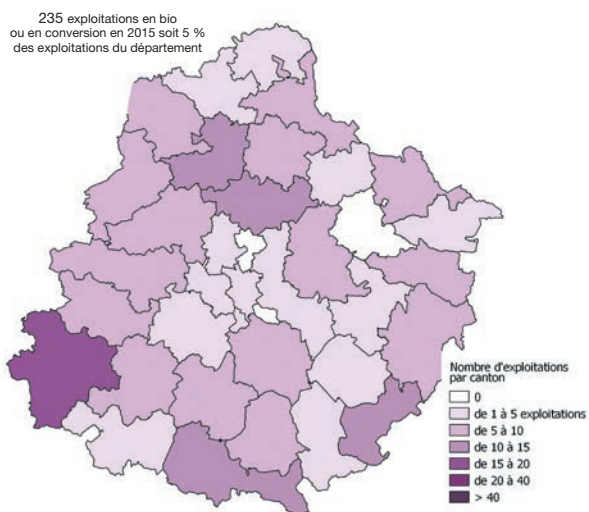 235 exploitations en bio
ou en conversion en 2015 soit 5 %
des exploitations du département
Nombre d'exploitations
par canton
0
de 1 à 5 exploitations
de 5 à 10
de 10 à 15
de 15 à 20
de 20 à 40
> 40